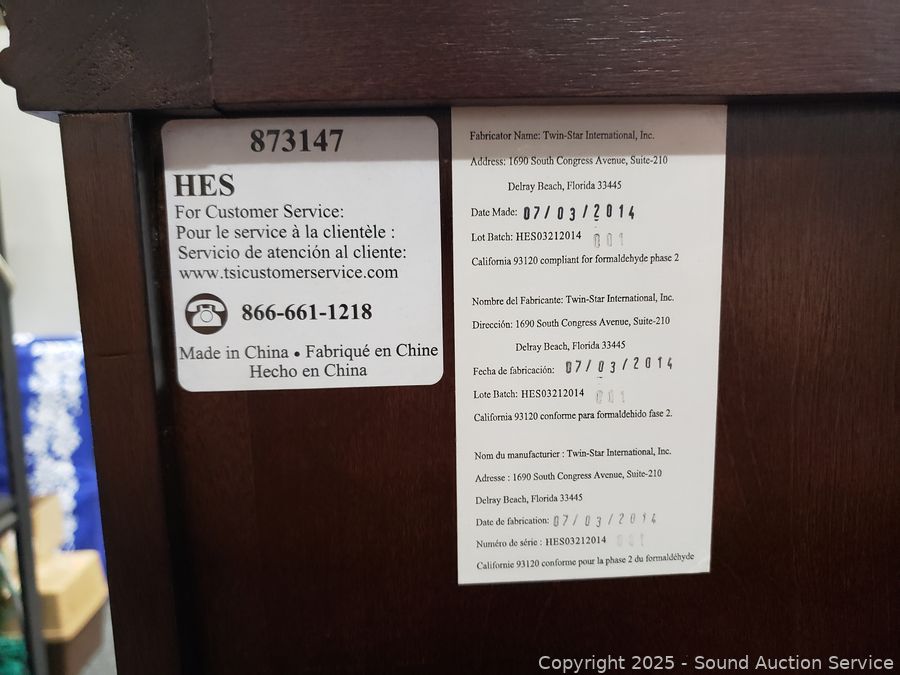 873147
HES
For Customer Service:
Pour le service à la clientèle :
Servicio de atención al cliente:
www.tsicustomerservice.com
866-661-1218
Made in China • Fabriqué en Chine
Hecho en China
Fabricator Name: Twin-Star International, Inc.
Address: 1690 South Congress Avenue, Suite-210
Delray Beach, Florida 33445
Date Made: 07/03/2014
Lot Batch: HES03212014 001
California 93120 compliant for formaldehyde phase 2
Nombre del Fabricante: Twin-Star International, Inc.
Dirección: 1690 South Congress Avenue, Suite-210
Delray Beach, Florida 33445
Fecha de fabricación: 07/03/2014
Lote Batch: HES03212014 001
California 93120 conforme para formaldehido fase 2.
Nom du manufacturier : Twin-Star International, Inc.
Adresse : 1690 South Congress Avenue, Suite-210
Delray Beach, Florida 33445
Date de fabrication: 07/03/2014
Numéro de série : HES03212014 001
Californie 93120 conforme pour la phase 2 du formaldéhyde
Copyright 2025 - Sound Auction Service